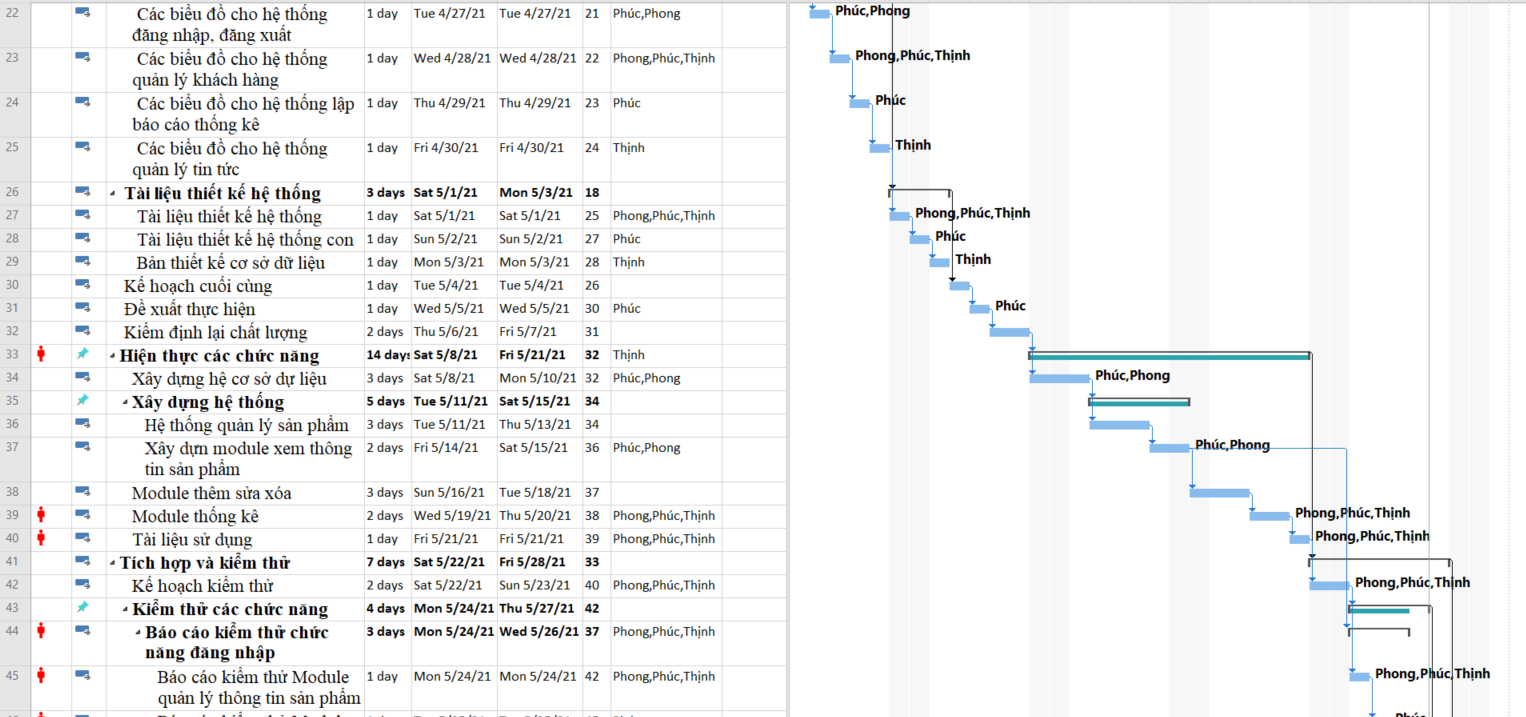 22 Các biểu đồ cho hệ thống 1 day Tue 4/27/21 Tue 4/27/21 21 Phúc,Phong Phúc,Phong
đăng nhập, đăng xuất
23 Các biểu đồ cho hệ thống 1 day Wed 4/28/21 Wed 4/28/21 22 Phong,Phúc,Thịnh Phong,Phúc,Thịnh
quản lý khách hàng
24 Các biểu đồ cho hệ thống lập 1 day Thu 4/29/21 Thu 4/29/21 23 Phúc Phúc
báo cáo thống kê
25 Các biểu đồ cho hệ thống 1 day Fri 4/30/21 Fri 4/30/21 24 Thịnh Thịnh
quản lý tin tức
26 Tài liệu thiết kế hệ thống 3 days Sat 5/1/21 Mon 5/3/21 18
27 Tài liệu thiết kế hệ thống 1 day Sat 5/1/21 Sat 5/1/21 25 Phong,Phúc,Thịnh Phong,Phúc,Thịnh
28 Tài liệu thiết kế hệ thống con 1 day Sun 5/2/21 Sun 5/2/21 27 Phúc Phúc
29 Bản thiết kế cơ sở dữ liệu 1 day Mon 5/3/21 Mon 5/3/21 28 Thịnh Thịnh
30 Kế hoạch cuối cùng 1 day Tue 5/4/21 Tue 5/4/21 26
31 Đề xuất thực hiện 1 day Wed 5/5/21 Wed 5/5/21 30 Phúc Phúc
32 Kiểm định lại chất lượng 2 days Thu 5/6/21 Fri 5/7/21 31
33 Hiện thực các chức năng 14 days Sat 5/8/21 Fri 5/21/21 32 Thịnh
34 Xây dựng hệ cơ sở dự liệu 3 days Sat 5/8/21 Mon 5/10/21 32 Phúc,Phong Phúc,Phong
35 Xây dựng hệ thống 5 days Tue 5/11/21 Sat 5/15/21 34
36 Hệ thống quản lý sản phẩm 3 days Tue 5/11/21 Thu 5/13/21 34
37 Xây dựn module xem thông 2 days Fri 5/14/21 Sat 5/15/21 36 Phúc,Phong Phúc,Phong
tin sản phẩm
38 Module thêm sửa xóa 3 days Sun 5/16/21 Tue 5/18/21 37
39 Module thống kê 2 days Wed 5/19/21 Thu 5/20/21 38 Phong,Phúc,Thịnh Phong,Phúc,Thịnh
40 Tài liệu sử dụng 1 day Fri 5/21/21 Fri 5/21/21 39 Phong,Phúc,Thịnh Phong,Phúc,Thịnh
41 Tích hợp và kiểm thử 7 days Sat 5/22/21 Fri 5/28/21 33
42 Kế hoạch kiểm thử 2 days Sat 5/22/21 Sun 5/23/21 40 Phong,Phúc,Thịnh Phong,Phúc,Thịnh
43 Kiểm thử các chức năng 4 days Mon 5/24/21 Thu 5/27/21 42
44 Báo cáo kiểm thử chức 3 days Mon 5/24/21 Wed 5/26/21 37 Phong,Phúc,Thịnh
năng đăng nhập
45 Báo cáo kiểm thử Module 1 day Mon 5/24/21 Mon 5/24/21 42 Phong,Phúc,Thịnh Phong,Phúc,Thịnh
quản lý thông tin sản phẩm